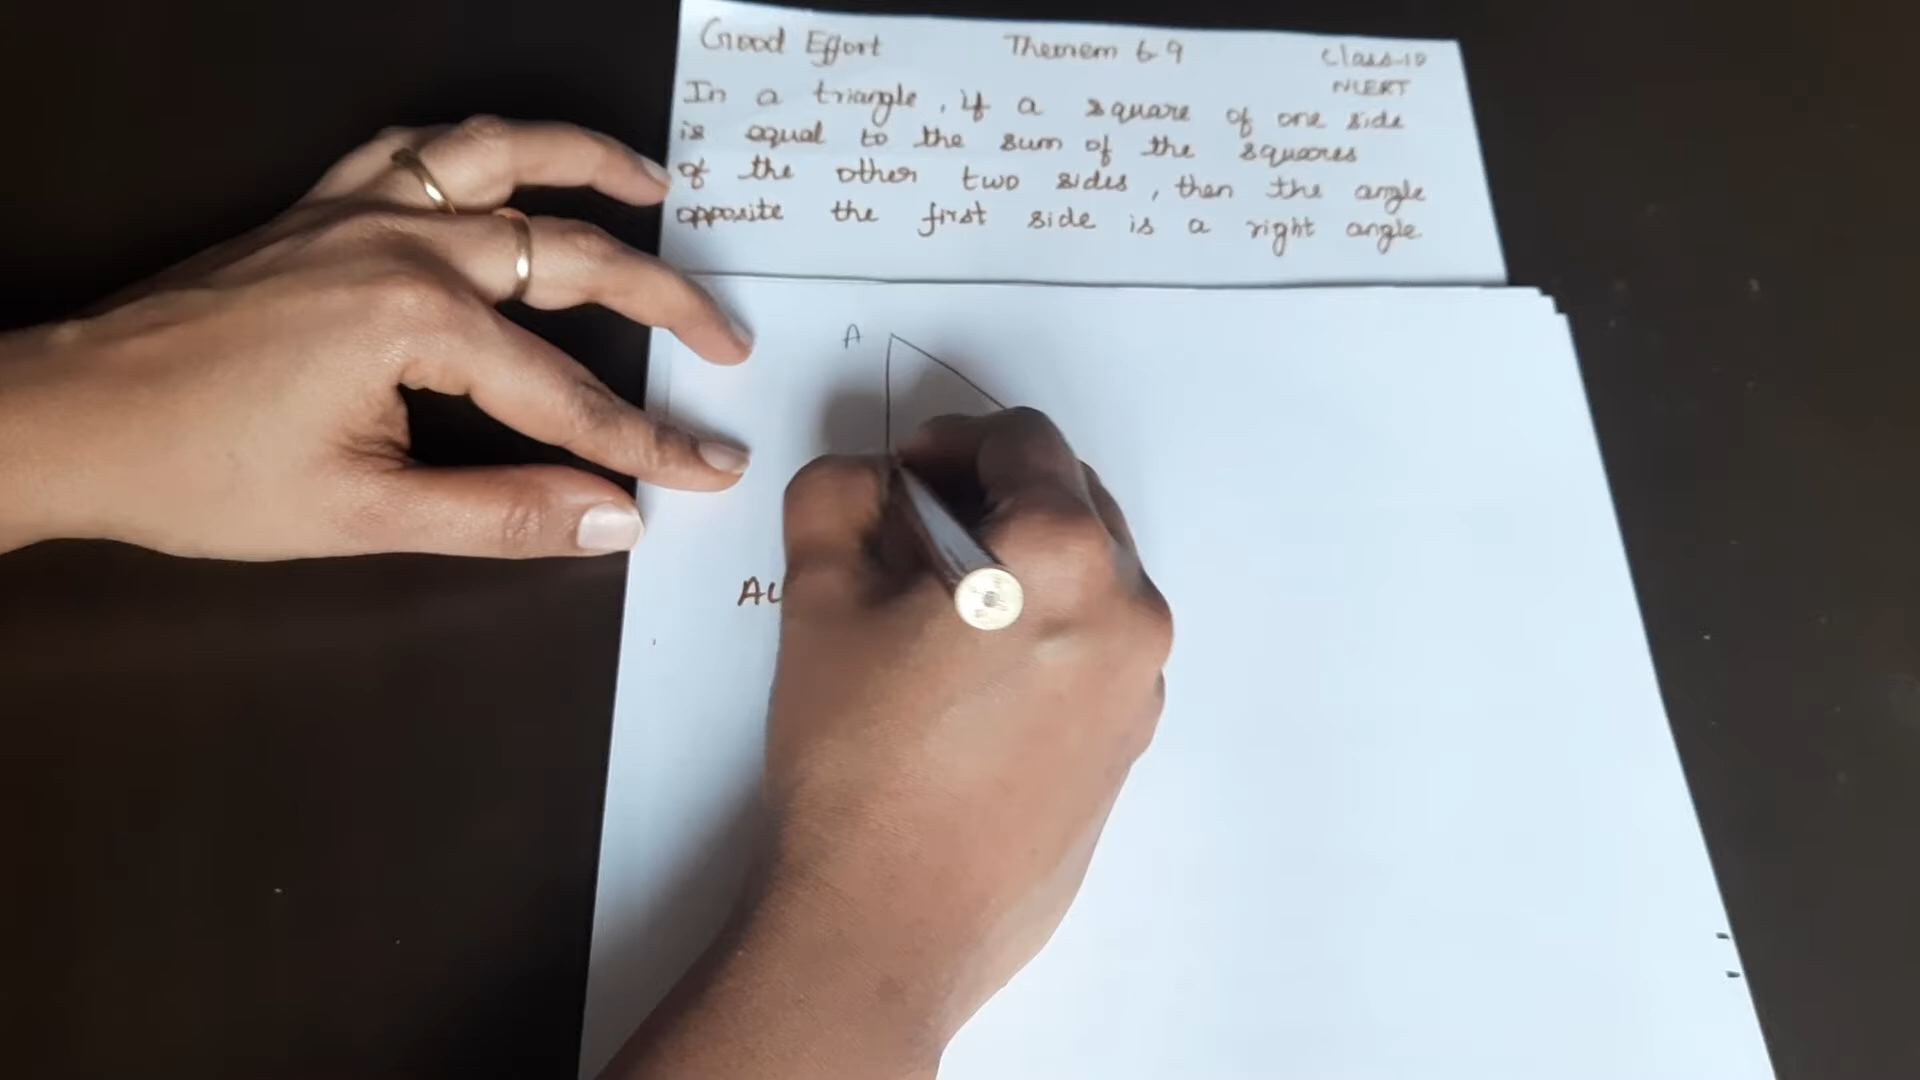 Good Effort Theorem 6.9 Class-10
NCERT
In a triangle, if a square of one side
is equal to the sum of the squares
of the other two sides, then the angle
opposite the first side is a right angle
A